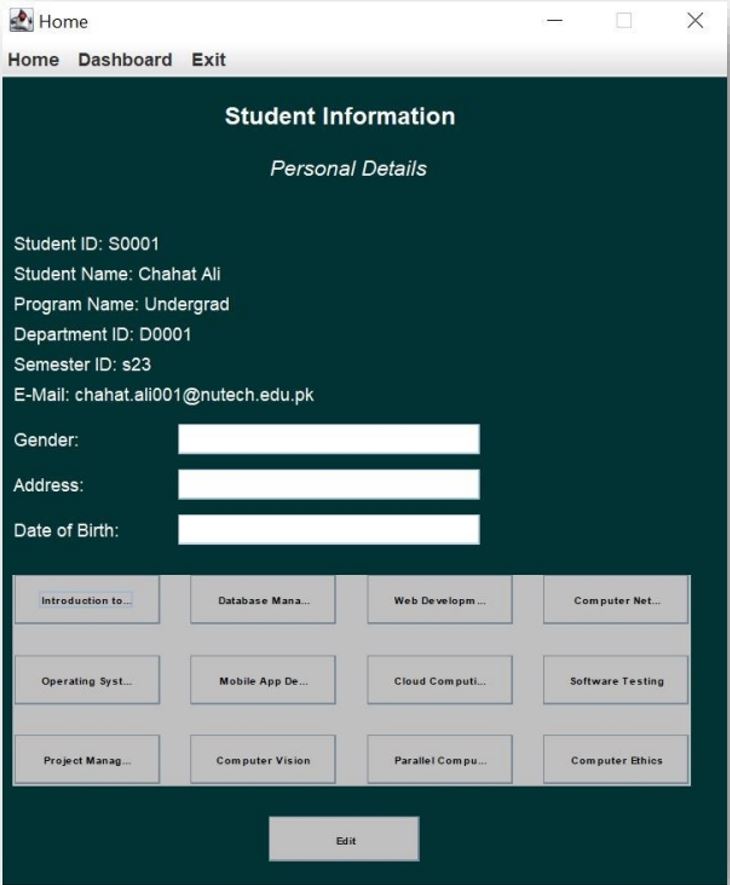 Home
Home Dashboard Exit
Student Information
Personal Details
Student ID: S0001
Student Name: Chahat Ali
Program Name: Undergrad
Department ID: D0001
Semester ID: s23
E-Mail: chahat.ali001@nutech.edu.pk
Gender:
Address:
Date of Birth:
Introduction to... Database Mana... Web Developm... Computer Net...
Operating Syst... Mobile App De... Cloud Computi... Software Testing
Project Manag... Computer Vision Parallel Compu... Computer Ethics
Edit